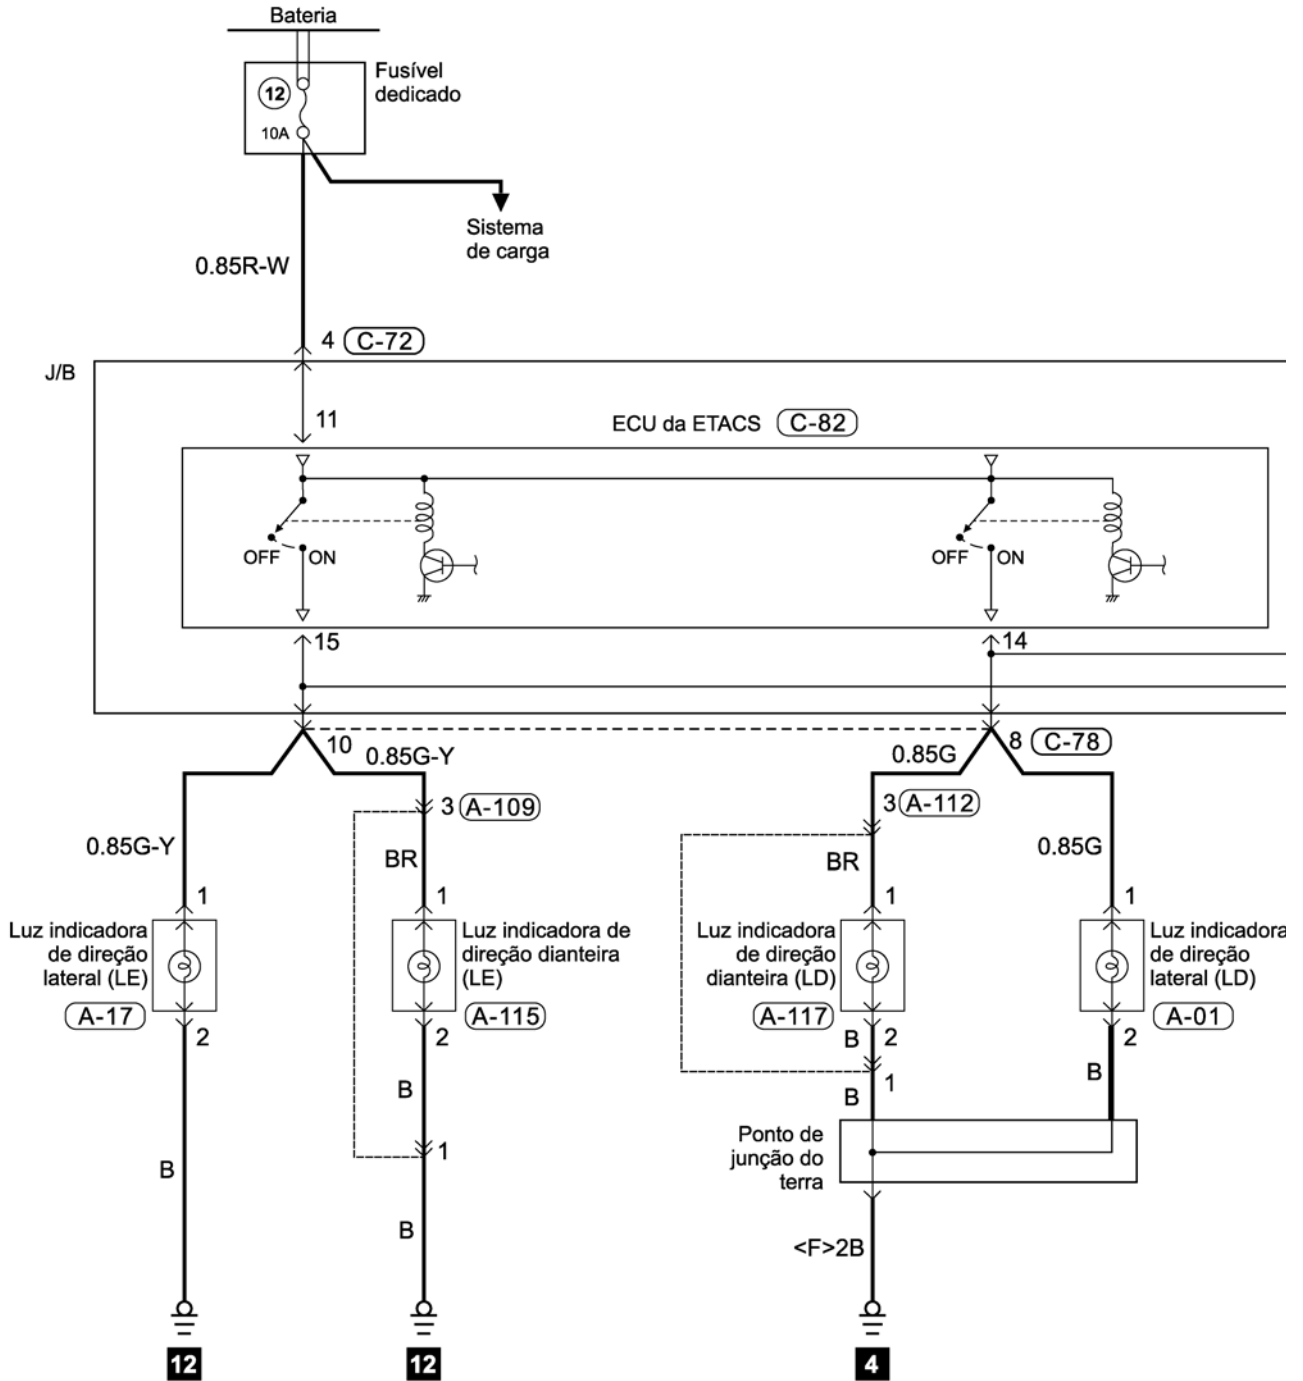 Bateria
Fusível
dedicado
12
10A
Sistema
de carga
0.85R-W
4 C-72
J/B
11
ECU da ETACS C-82
OFF ON
OFF ON
15
14
10
0.85G-Y
0.85G
8 C-78
3 A-109
3 A-112
0.85G-Y
BR
BR
0.85G
1
1
1
1
Luz indicadora
de direção
lateral (LE)
A-17
2
Luz indicadora de
direção dianteira
(LE)
A-115
2
Luz indicadora
de direção
dianteira (LD)
A-117
B 2
Luz indicadora
de direção
lateral (LD)
A-01
2
B
1
B
B
B
1
B
B
Ponto de
junção do
terra
<F>2B
12
12
4